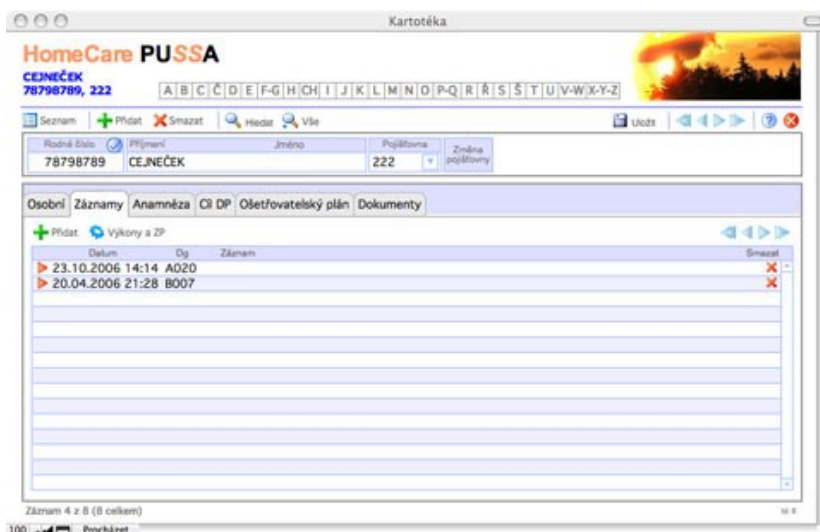 Kartotéka
HomeCare PUSSA
CEJNEČEK
78798789, 222
A B C Č D E F-G H CH I J K L M N O P-Q R Ř S Š T U V-W X-Y-Z
Seznam Přidat Smazat Hledat Vše Uložit
Rodné číslo Příjmení Jméno Pojišťovna Změna pojišťovny
78798789 CEJNEČEK 222
Osobní Záznamy Anamnéza Cíl DP Ošetřovatelský plán Dokumenty
Přidat Výkony a ZP
Datum Dg Záznam Smazat
23.10.2006 14:14 A020
20.04.2006 21:28 B007
Záznam 4 z 8 (8 celkem)
100 Procházet